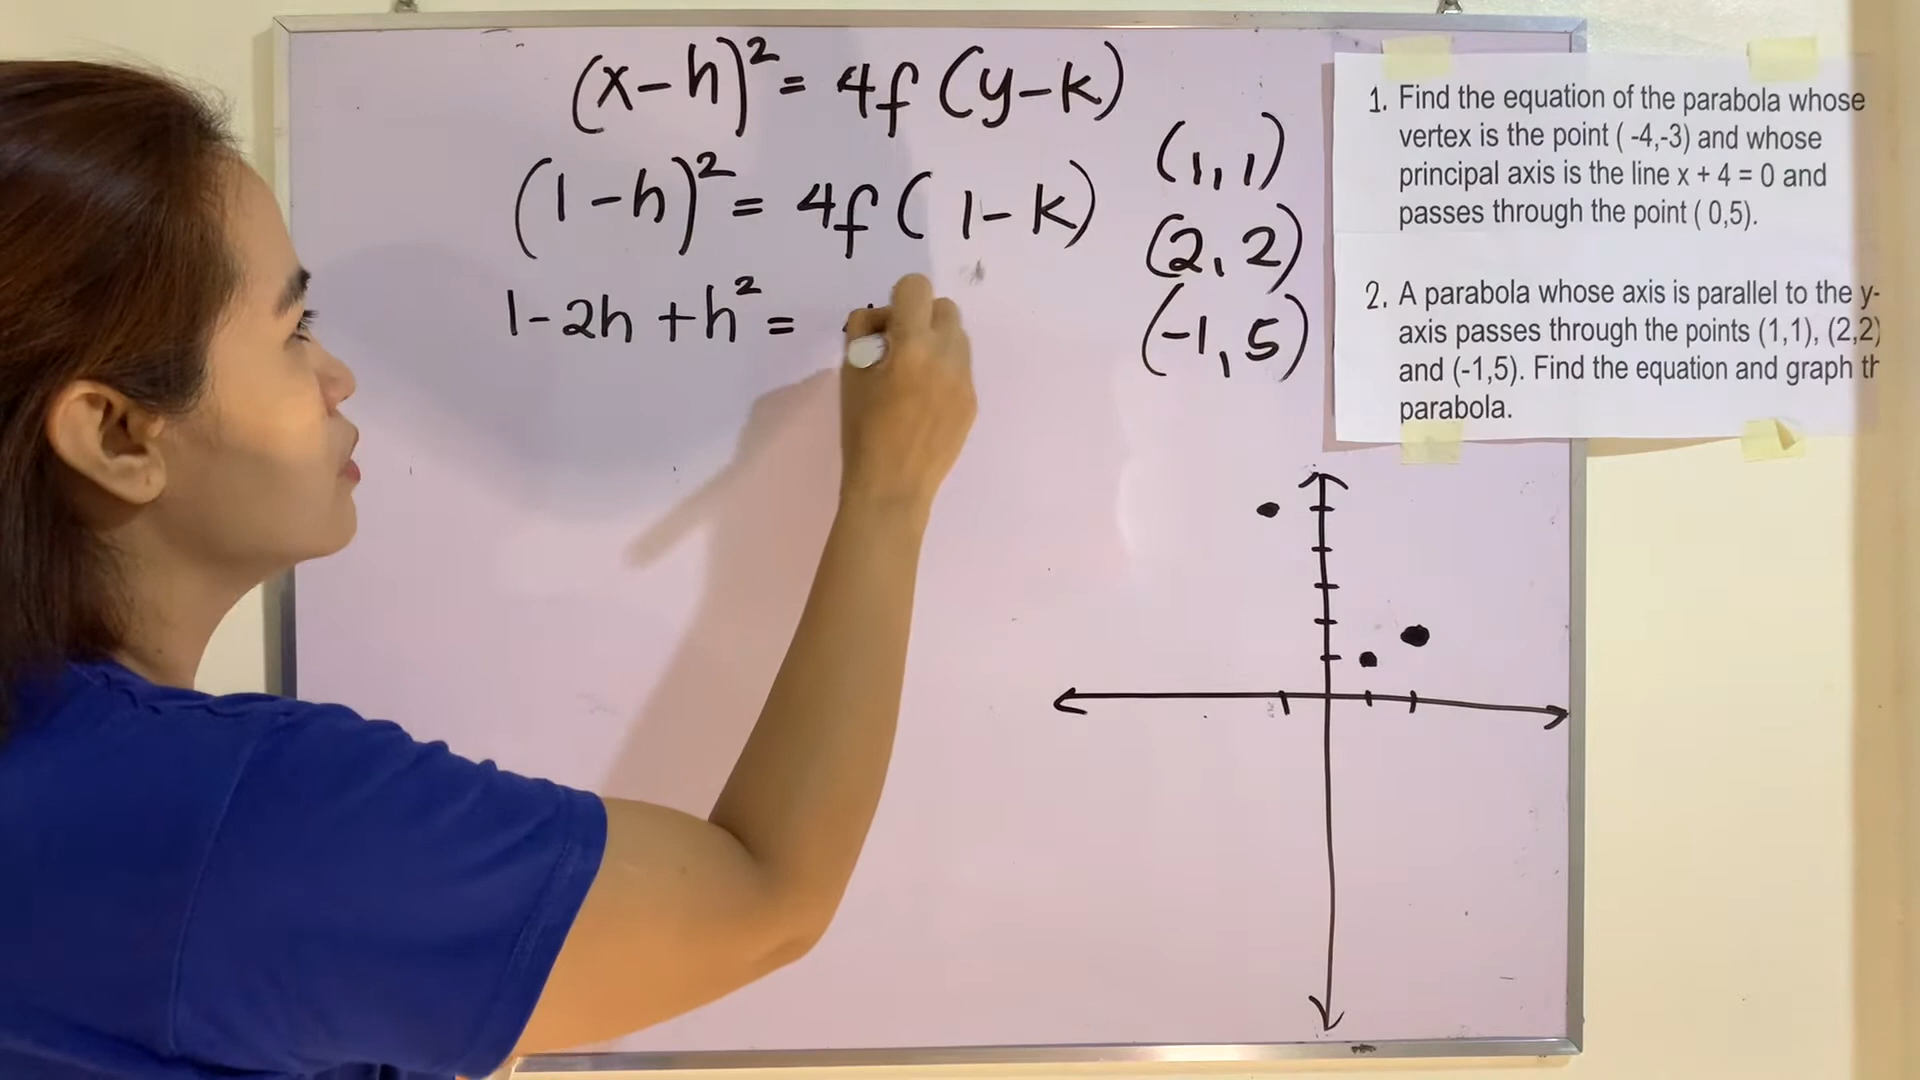 (x-h)² = 4f (y-k)
(1-h)² = 4f ( 1-k)
1-2h +h² =
(1,1)
(2,2)
(-1,5)
1. Find the equation of the parabola whose
vertex is the point ( -4,-3) and whose
principal axis is the line x + 4 = 0 and
passes through the point ( 0,5).
2. A parabola whose axis is parallel to the y-
axis passes through the points (1,1), (2,2)
and (-1,5). Find the equation and graph
parabola.